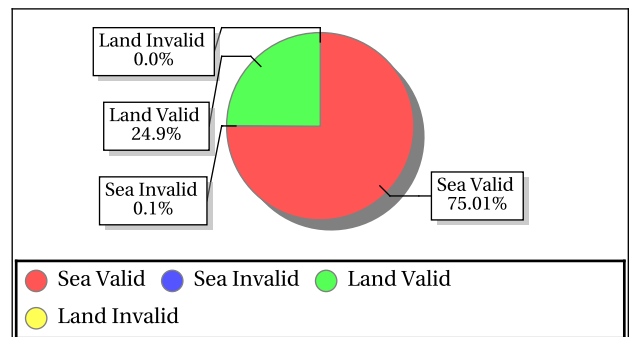 Land Invalid
0.0%
Land Valid
24.9%
Sea Invalid
0.1%
Sea Valid
75.01%
Sea Valid
Sea Invalid
Land Valid
Land Invalid